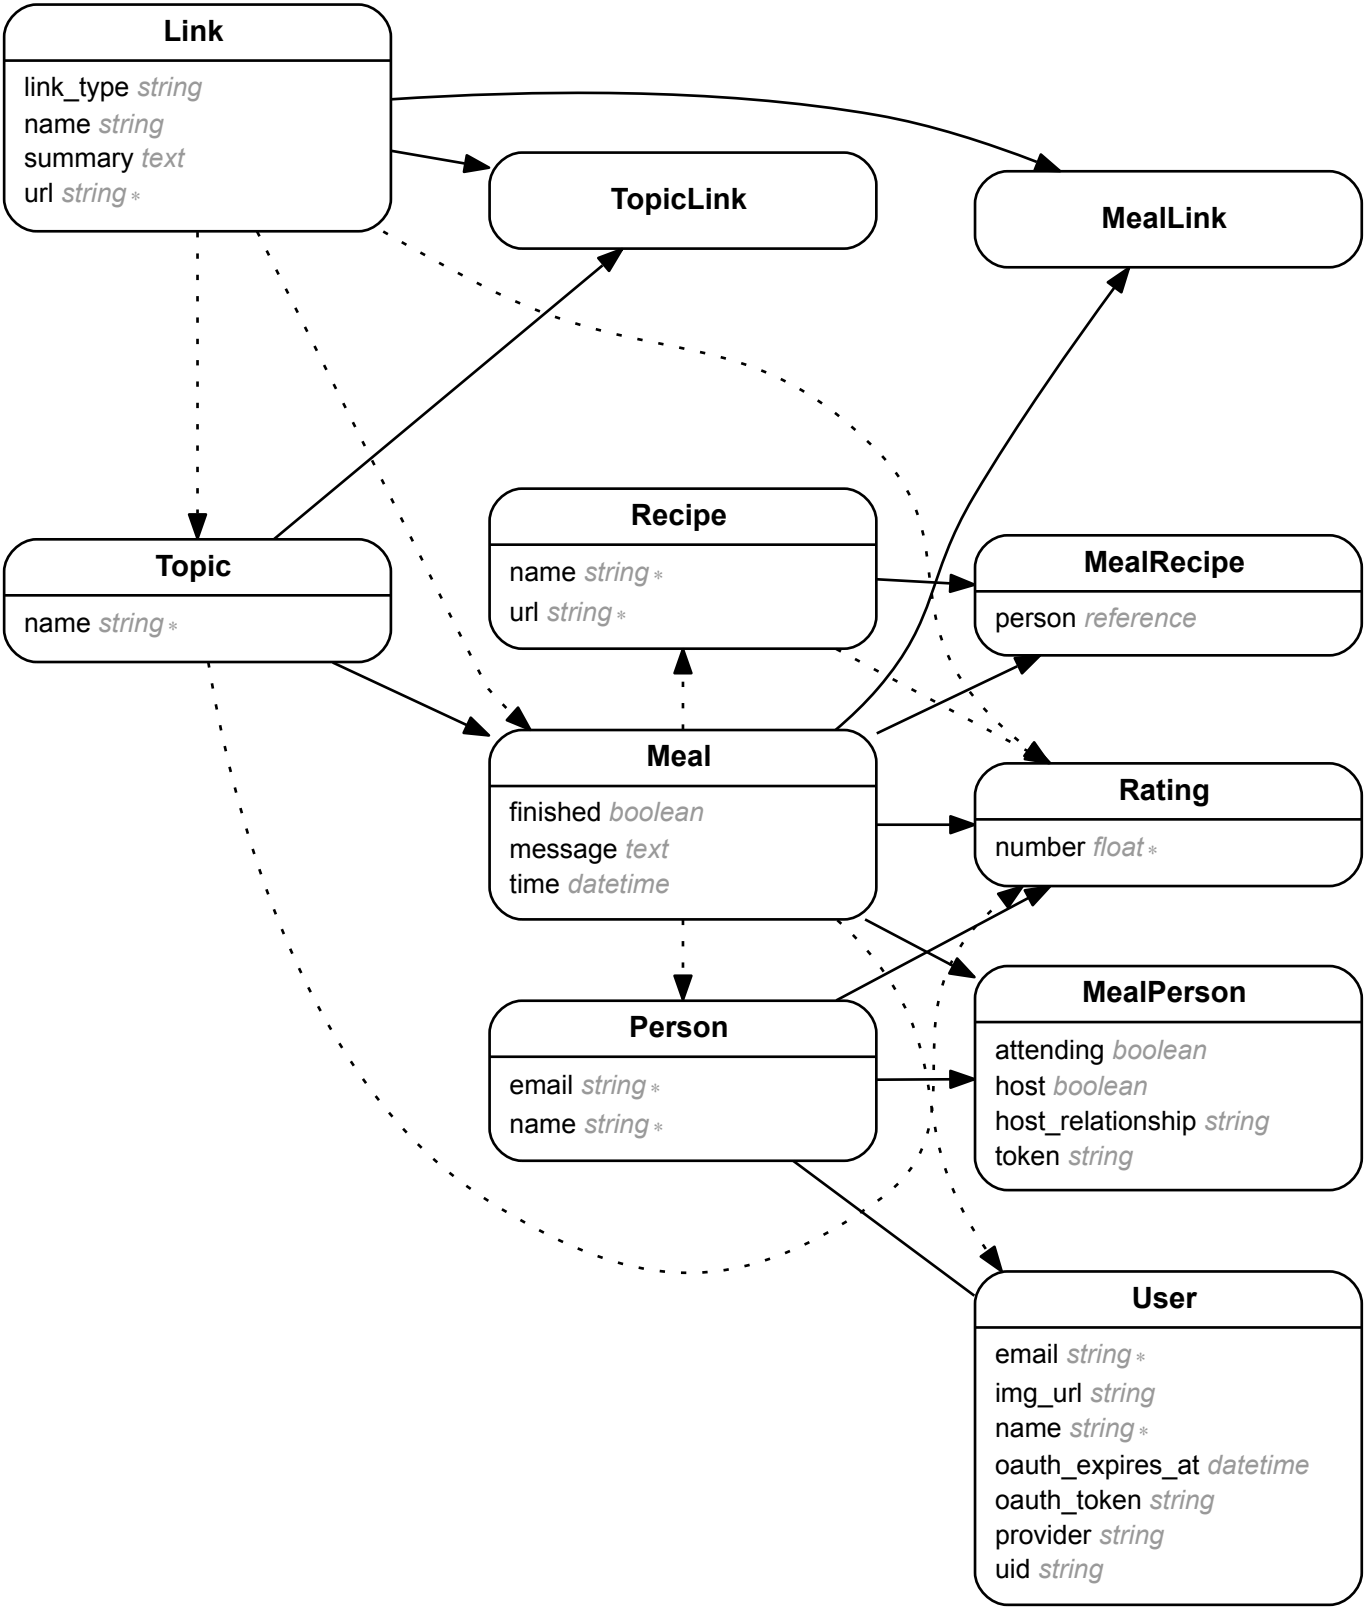 Link
link_type string
name string
summary text
url string *
TopicLink
MealLink
Topic
name string *
Recipe
name string *
url string *
MealRecipe
person reference
Meal
finished boolean
message text
time datetime
Rating
number float *
Person
email string *
name string *
MealPerson
attending boolean
host boolean
host_relationship string
token string
User
email string *
img_url string
name string *
oauth_expires_at datetime
oauth_token string
provider string
uid string